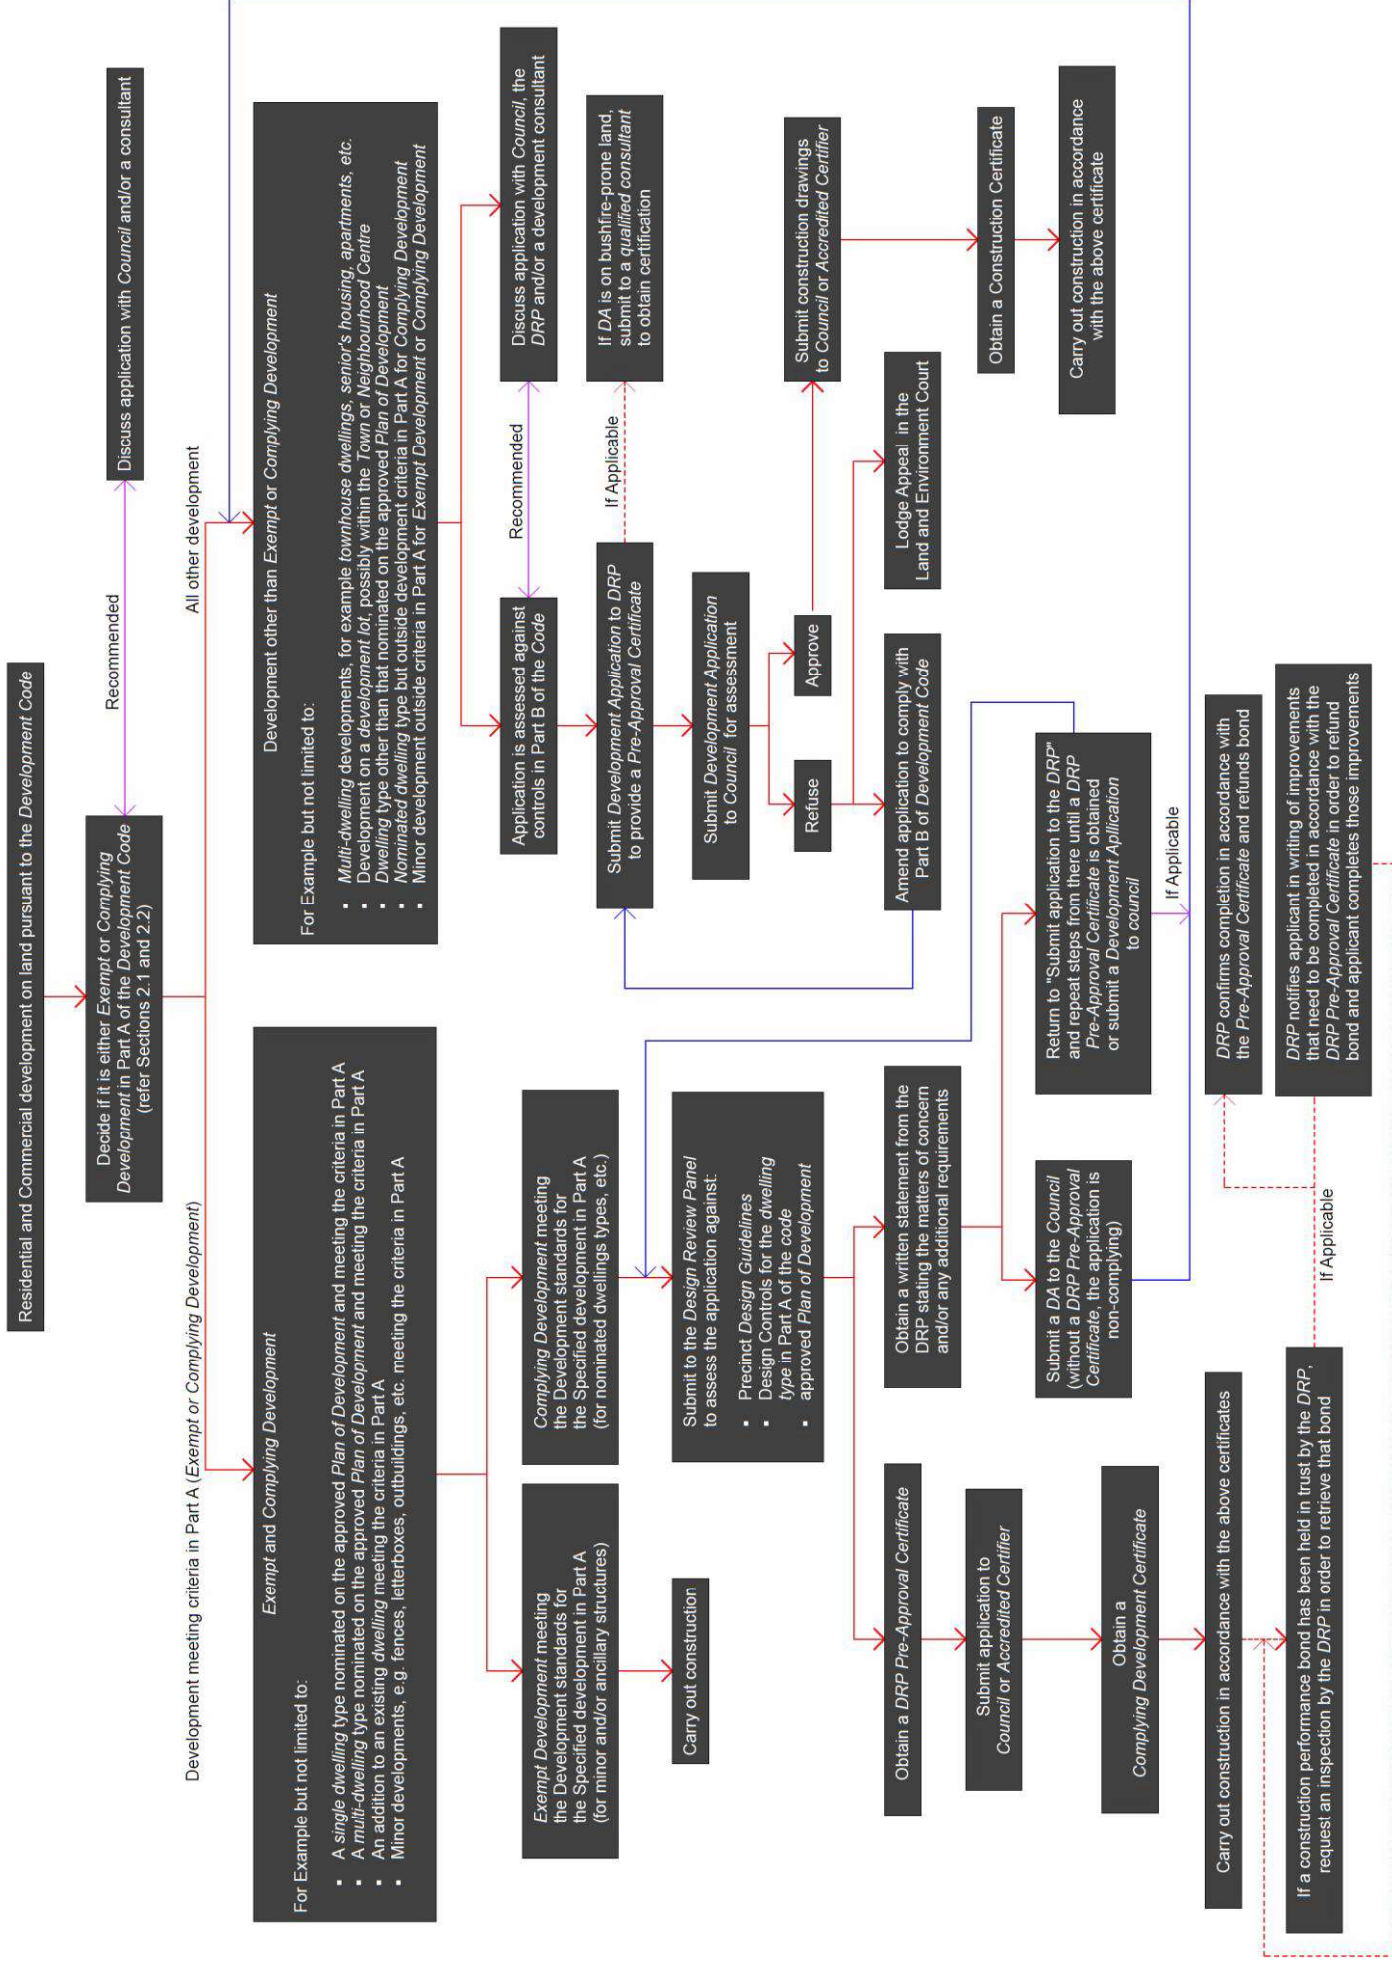 Residential and Commercial development on land pursuant to the Development Code
Decide if it is either Exempt or Complying
Development in Part A of the Development Code
(refer Sections 2.1 and 2.2)
Recommended
Discuss application with Council and/or a consultant
Development meeting criteria in Part A (Exempt or Complying Development)
All other development
Exempt and Complying Development
For Example but not limited to:
▪ A single dwelling type nominated on the approved Plan of Development and meeting the criteria in Part A
▪ A multi-dwelling type nominated on the approved Plan of Development and meeting the criteria in Part A
▪ An addition to an existing dwelling meeting the criteria in Part A
▪ Minor developments, e.g. fences, letterboxes, outbuildings, etc. meeting the criteria in Part A
Development other than Exempt or Complying Development
For Example but not limited to:
▪ Multi-dwelling developments, for example townhouse dwellings, senior's housing, apartments, etc.
▪ Development on a development lot, possibly within the Town or Neighbourhood Centre
▪ Dwelling type other than that nominated on the approved Plan of Development
▪ Nominated dwelling type but outside development criteria in Part A for Complying Development
▪ Minor development outside criteria in Part A for Exempt Development or Complying Development
Exempt Development meeting
the Development standards for
the Specified development in Part A
(for minor and/or ancillary structures)
Complying Development meeting
the Development standards for
the Specified development in Part A
(for nominated dwellings types, etc.)
Application is assessed against
controls in Part B of the Code
Recommended
Discuss application with Council, the
DRP and/or a development consultant
Submit Development Application to DRP
to provide a Pre-Approval Certificate
If Applicable
If DA is on bushfire-prone land,
submit to a qualified consultant
to obtain certification
Carry out construction
Submit to the Design Review Panel
to assess the application against:
▪ Precinct Design Guidelines
▪ Design Controls for the dwelling
type in Part A of the code
▪ approved Plan of Development
Submit Development Application
to Council for assessment
Refuse
Approve
Submit construction drawings
to Council or Accredited Certifier
Amend application to comply with
Part B of Development Code
Lodge Appeal in the
Land and Environment Court
Obtain a DRP Pre-Approval Certificate
Obtain a written statement from the
DRP stating the matters of concern
and/or any additional requirements
Obtain a Construction Certificate
Submit application to
Council or Accredited Certifier
Submit a DA to the Council
(without a DRP Pre-Approval
Certificate, the application is
non-complying)
Return to "Submit application to the DRP"
and repeat steps from there until a DRP
Pre-Approval Certificate is obtained
or submit a Development Apllication
to council
Carry out construction in accordance
with the above certificate
Obtain a
Complying Development Certificate
If Applicable
Carry out construction in accordance with the above certificates
DRP confirms completion in accordance with
the Pre-Approval Certificate and refunds bond
If a construction performance bond has been held in trust by the DRP,
request an inspection by the DRP in order to retrieve that bond
If Applicable
DRP notifies applicant in writing of improvements
that need to be completed in accordance with the
DRP Pre-Approval Certificate in order to refund
bond and applicant completes those improvements